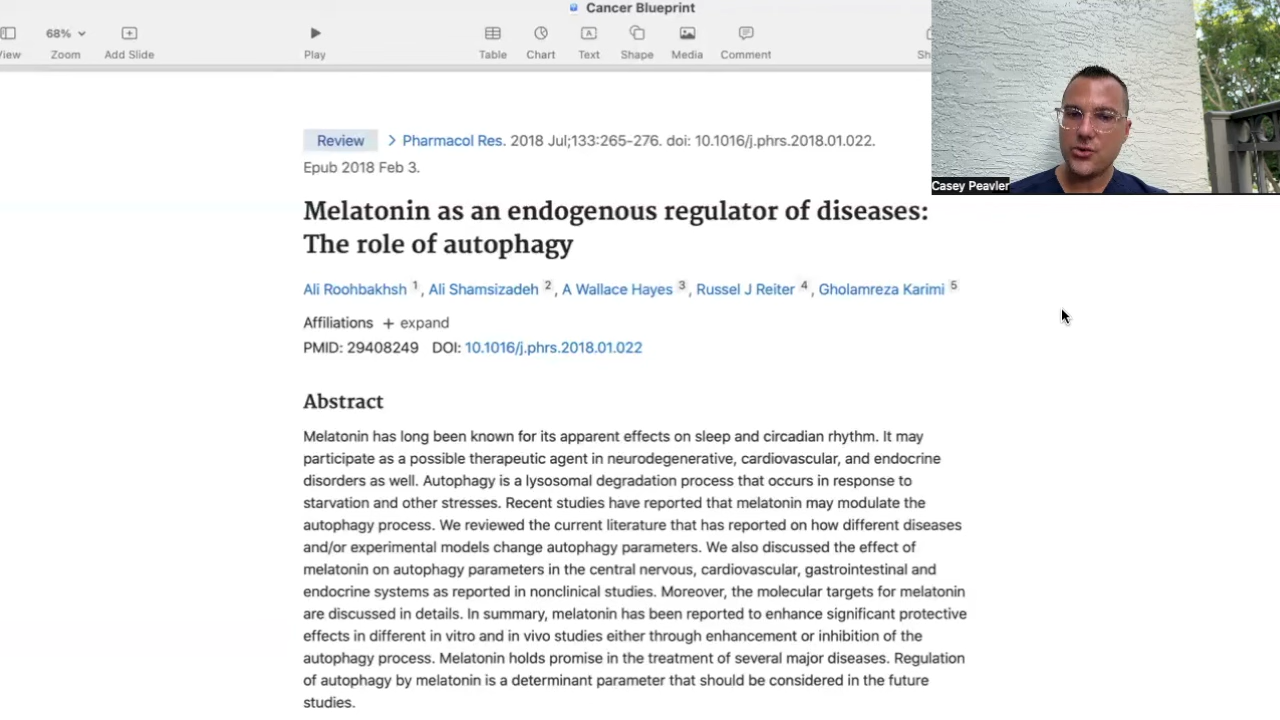 Cancer Blueprint
View
68%
Zoom
Add Slide
Play
Table
Chart
Text
Shape
Media
Comment
Sh
Casey Peavler
Review > Pharmacol Res. 2018 Jul;133:265-276. doi: 10.1016/j.phrs.2018.01.022.
Epub 2018 Feb 3.
Melatonin as an endogenous regulator of diseases:
The role of autophagy
Ali Roohbakhsh 1, Ali Shamsizadeh 2, A Wallace Hayes 3, Russel J Reiter 4, Gholamreza Karimi 5
Affiliations + expand
PMID: 29408249 DOI: 10.1016/j.phrs.2018.01.022
Abstract
Melatonin has long been known for its apparent effects on sleep and circadian rhythm. It may
participate as a possible therapeutic agent in neurodegenerative, cardiovascular, and endocrine
disorders as well. Autophagy is a lysosomal degradation process that occurs in response to
starvation and other stresses. Recent studies have reported that melatonin may modulate the
autophagy process. We reviewed the current literature that has reported on how different diseases
and/or experimental models change autophagy parameters. We also discussed the effect of
melatonin on autophagy parameters in the central nervous, cardiovascular, gastrointestinal and
endocrine systems as reported in nonclinical studies. Moreover, the molecular targets for melatonin
are discussed in details. In summary, melatonin has been reported to enhance significant protective
effects in different in vitro and in vivo studies either through enhancement or inhibition of the
autophagy process. Melatonin holds promise in the treatment of several major diseases. Regulation
of autophagy by melatonin is a determinant parameter that should be considered in the future
studies.